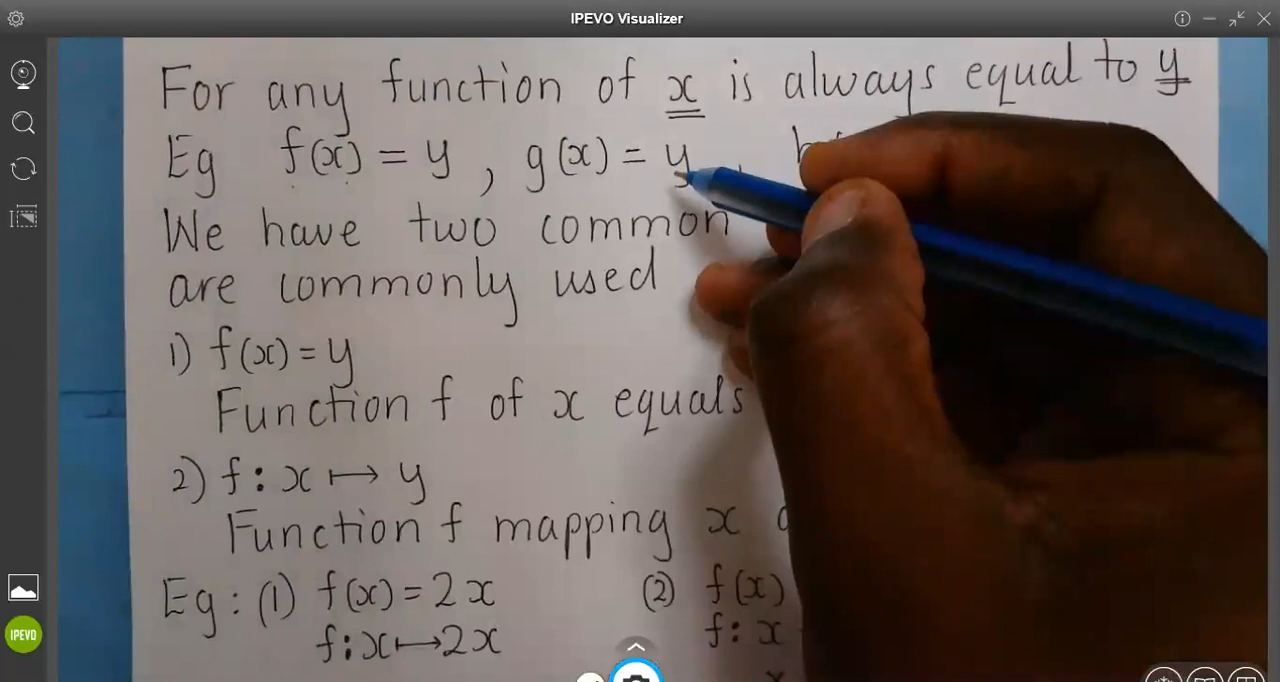 IPEVO Visualizer
For any function of x is always equal to y
Eg f(x) = y , g(x) = y ,
We have two common
are commonly used
1) f(x) = y
Function f of x equals
2) f : x ↦ y
Function f mapping x
Eg : (1) f(x) = 2x (2) f(x)
f : x ↦ 2x f : x
IPEVO